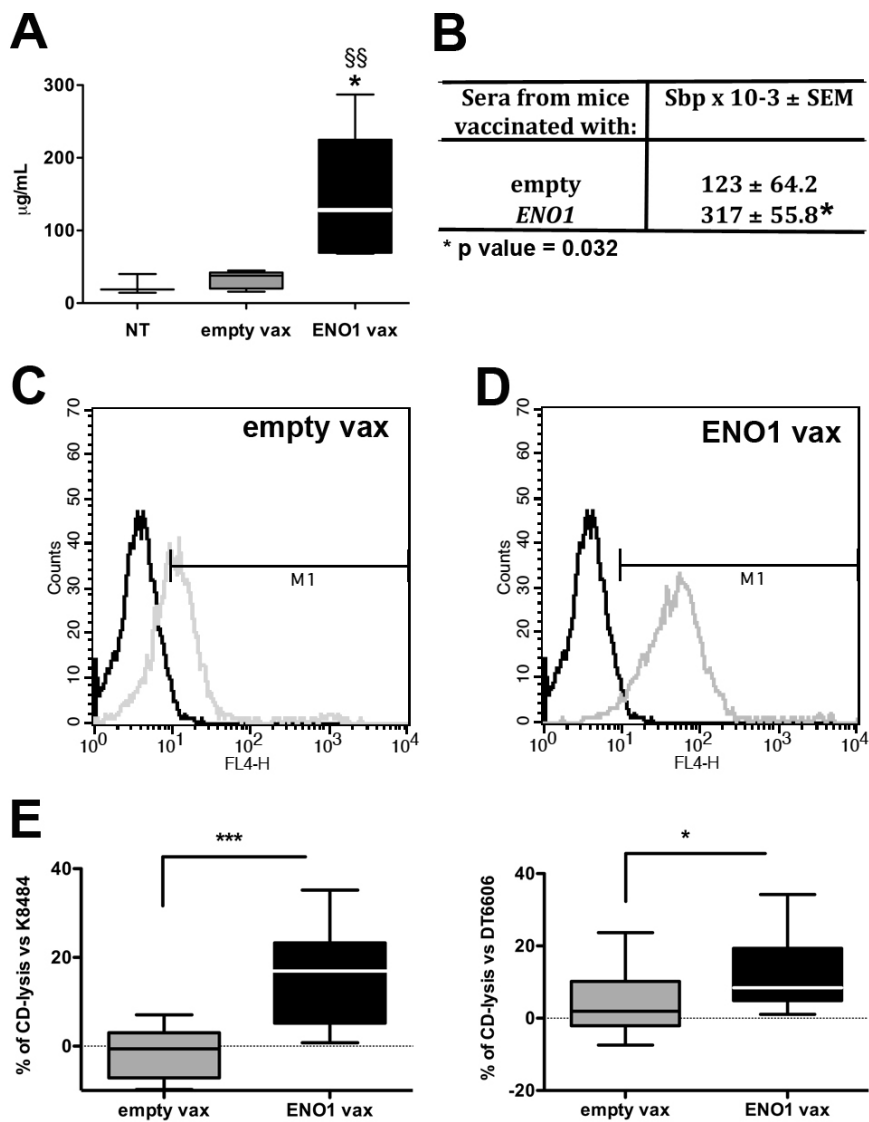 A
§§
*
300
200
100
0
µg/mL
NT
empty vax
ENO1 vax
B
Sera from mice vaccinated with:
Sbp x 10-3 ± SEM
empty
123 ± 64.2
ENO1
317 ± 55.8*
* p value = 0.032
C
empty vax
70
60
50
40
30
20
10
0
Counts
M1
10^0
10^1
10^2
10^3
10^4
FL4-H
D
ENO1 vax
70
60
50
40
30
20
10
0
Counts
M1
10^0
10^1
10^2
10^3
10^4
FL4-H
E
***
40
20
0
% of CD-lysis vs K8484
empty vax
ENO1 vax
*
40
20
0
-20
% of CD-lysis vs DT6606
empty vax
ENO1 vax